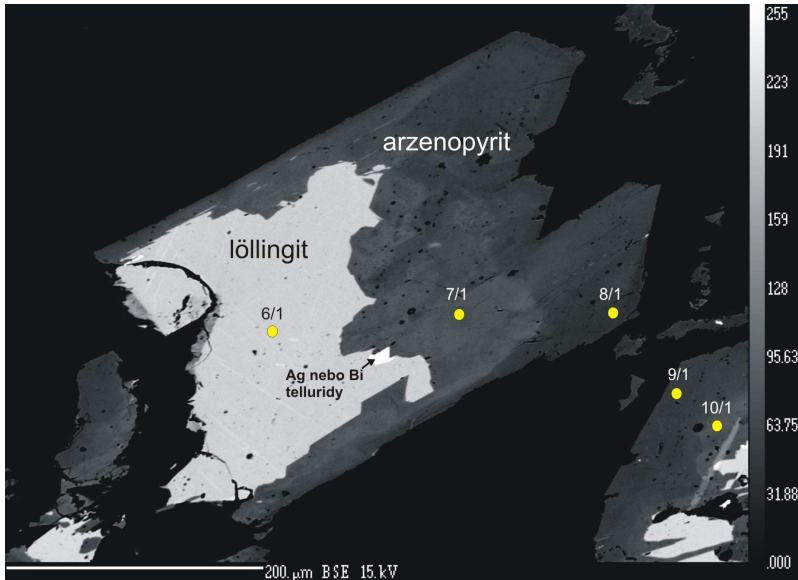 255
223
191
159
128
95.63
63.75
31.88
.000
arzenopyrit
löllingit
6/1
7/1
8/1
9/1
10/1
Ag nebo Bi
telluridy
200.µm BSE 15.kV